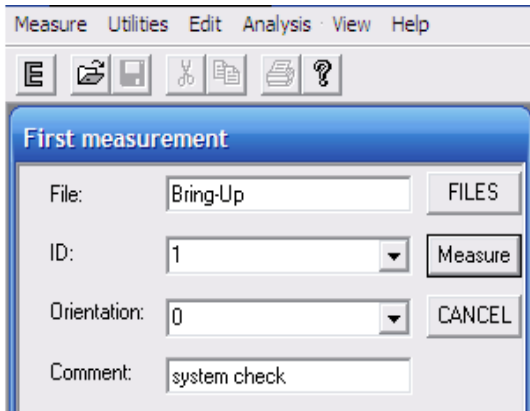 Measure Utilities Edit Analysis View Help
E
First measurement
File: Bring-Up FILES
ID: 1 Measure
Orientation: 0 CANCEL
Comment: system check